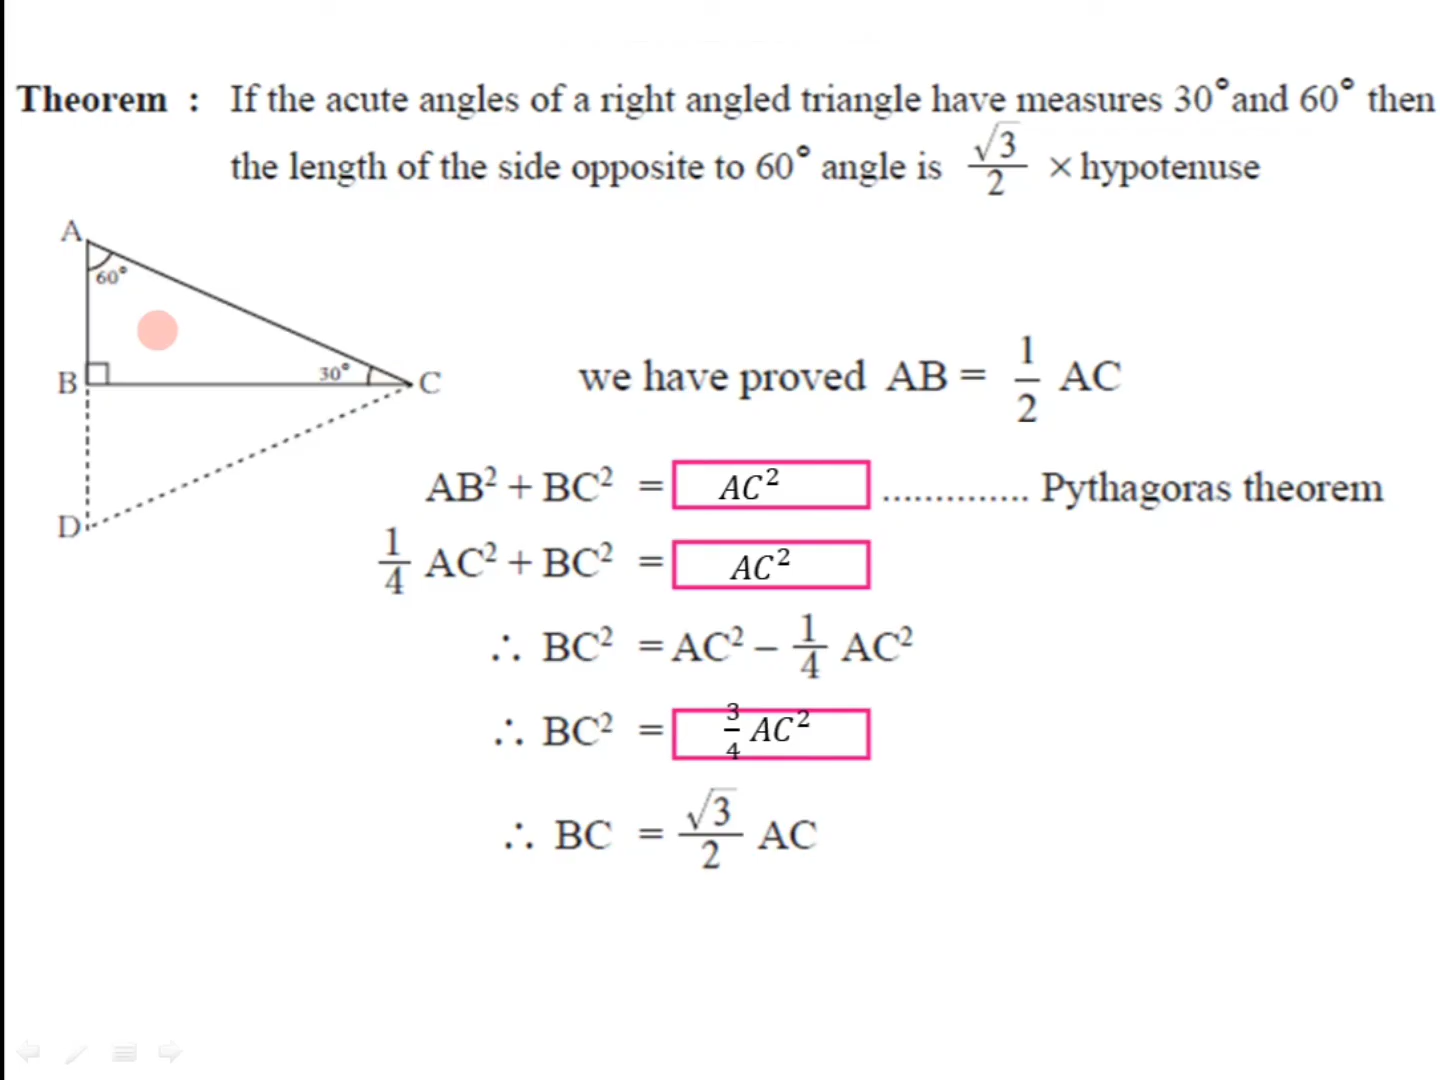 Theorem : If the acute angles of a right angled triangle have measures 30° and 60° then
the length of the side opposite to 60° angle is √3/2 × hypotenuse
A
60°
B
30°
C
D
we have proved AB = 1/2 AC
AB² + BC² = AC² .............. Pythagoras theorem
1/4 AC² + BC² = AC²
∴ BC² = AC² – 1/4 AC²
∴ BC² = 3/4 AC²
∴ BC = √3/2 AC